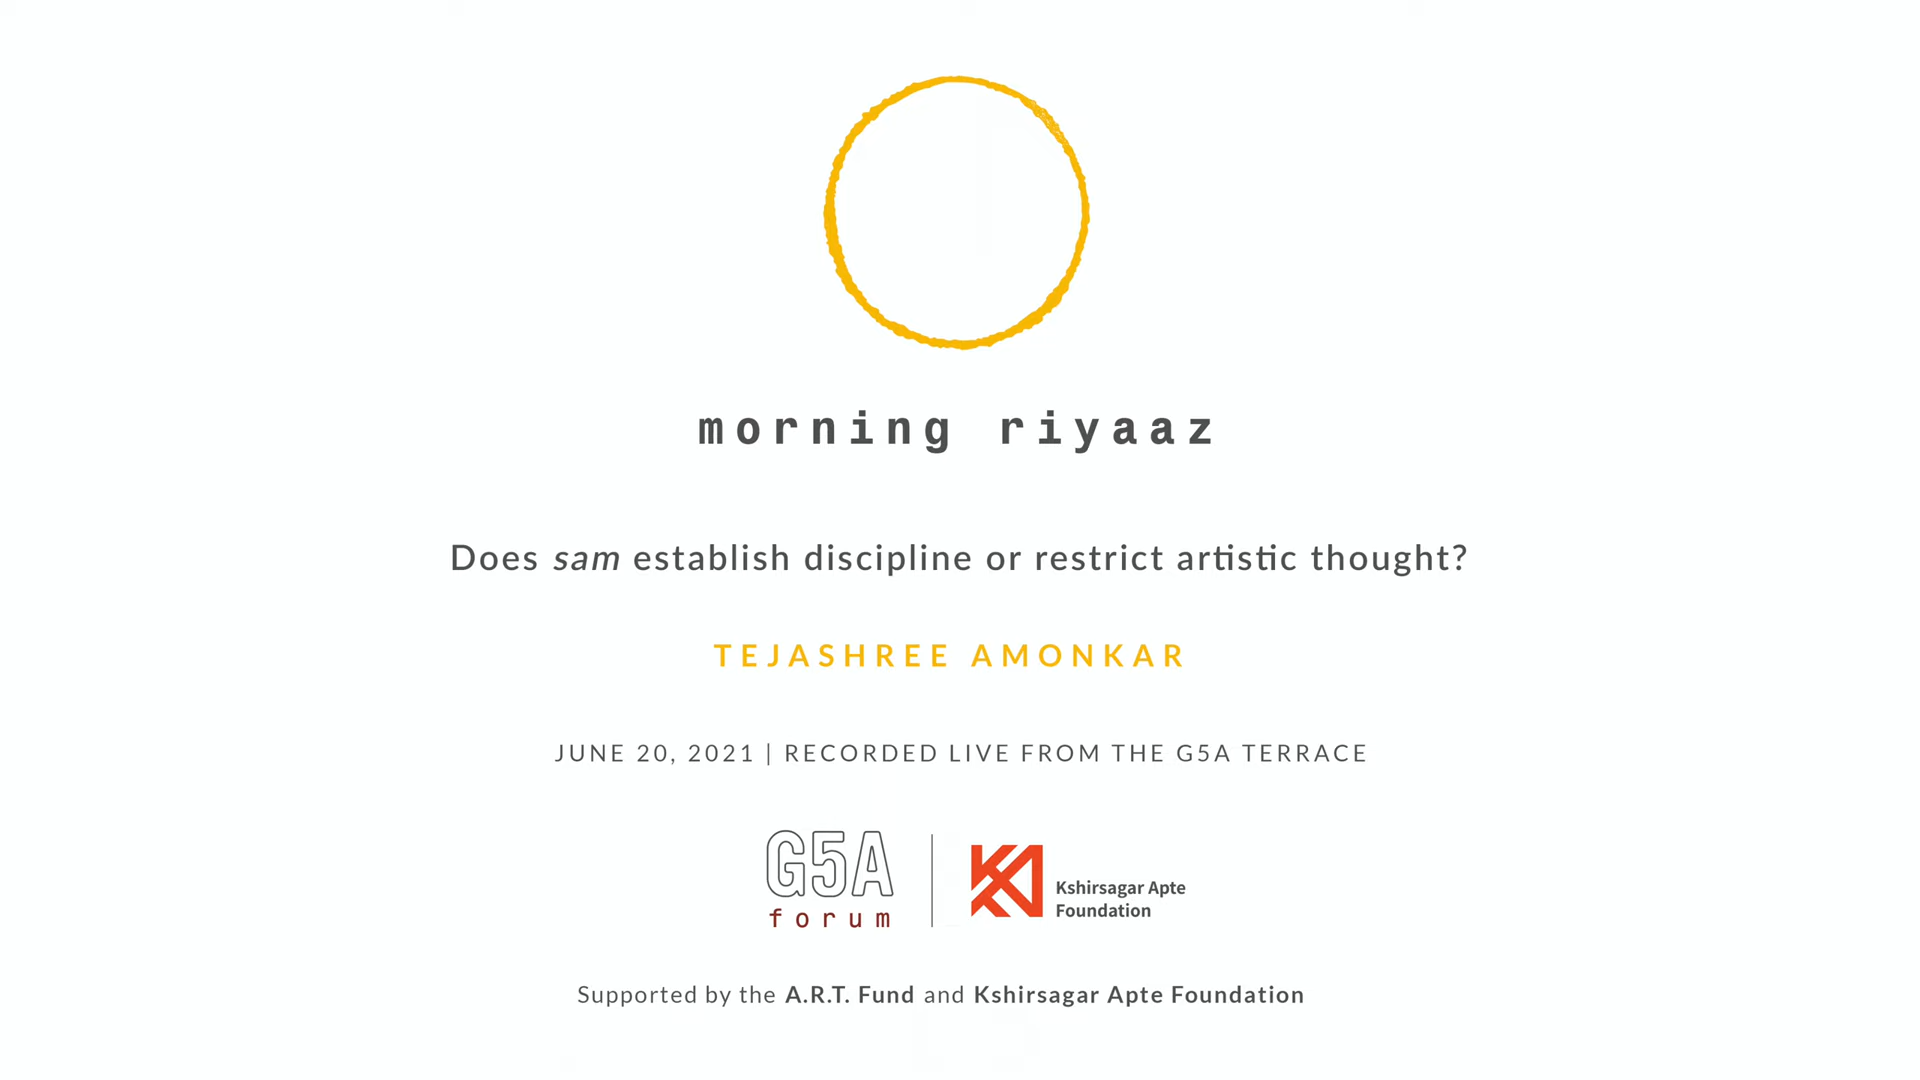 morning riyaaz
Does sam establish discipline or restrict artistic thought?
TEJASHREE AMONKAR
JUNE 20, 2021 | RECORDED LIVE FROM THE G5A TERRACE
G5A
forum
Kshirsagar Apte
Foundation
Supported by the A.R.T. Fund and Kshirsagar Apte Foundation